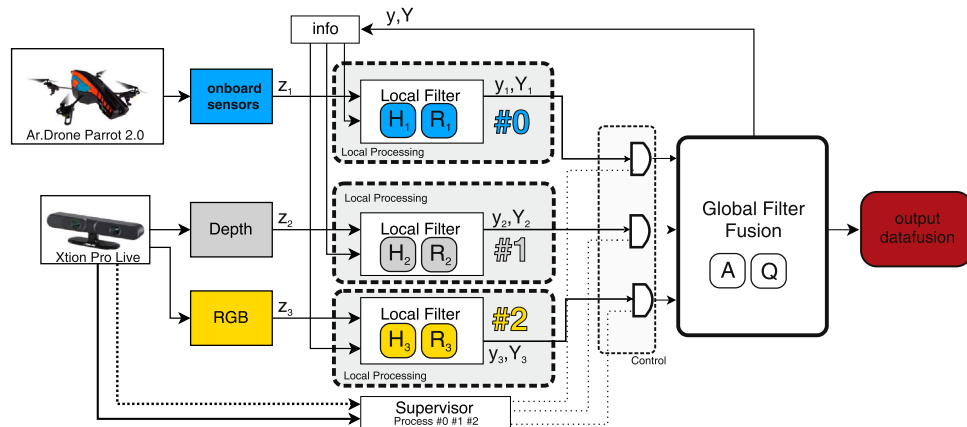 y,Y
info
Ar.Drone Parrot 2.0
onboard
sensors
z1
Local Filter
H1 R1
y1,Y1
#0
Local Processing
Xtion Pro Live
Depth
z2
Local Processing
Local Filter
H2 R2
y2,Y2
#1
RGB
z3
Local Filter
H3 R3
#2
y3,Y3
Local Processing
Supervisor
Process #0 #1 #2
Control
Global Filter
Fusion
A Q
output
datafusion